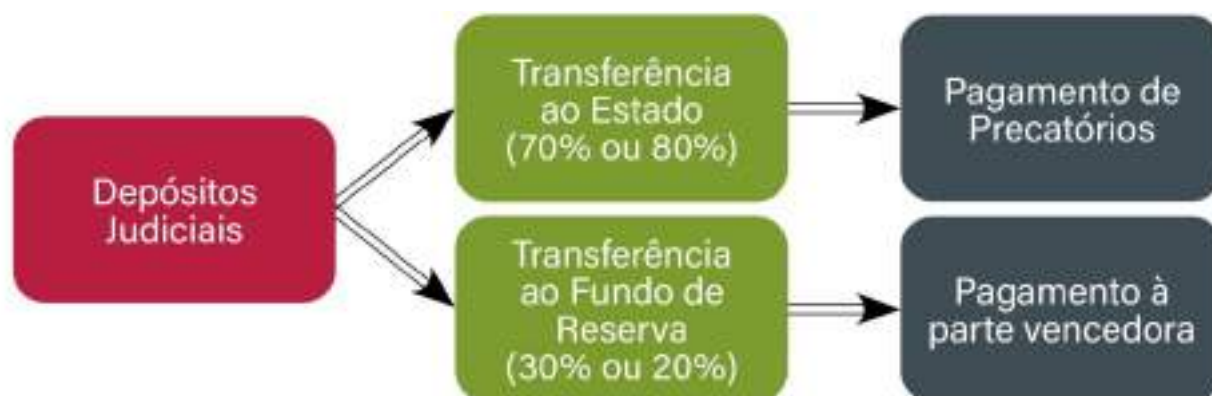 Depósitos
Judiciais
Transferência
ao Estado
(70% ou 80%)
Pagamento de
Precatórios
Transferência
ao Fundo de
Reserva
(30% ou 20%)
Pagamento à
parte vencedora